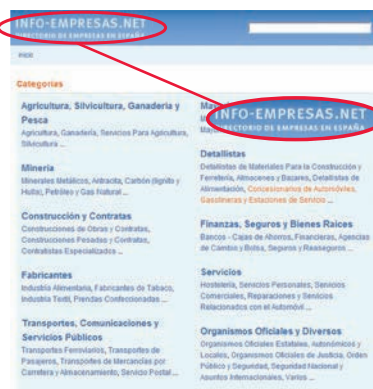 INFO-EMPRESAS.NET
DIRECTORIO DE EMPRESAS EN ESPAÑA
Inicio
Categorias
Agricultura, Silvicultura, Ganadería y
Pesca
Agricultura, Ganadería, Servicios Para Agricultura,
Silvicultura ...
Minería
Minerales Metálicos, Antracita, Carbón (lignito y
Hulla), Petróleo y Gas Natural ...
Construcción y Contratas
Construcciones de Obras y Contratas,
Construcciones Pesadas y Contratas,
Contratistas Especializados ...
Fabricantes
Industria Alimentaria, Fabricantes de Tabaco,
Industria Textil, Prendas Confeccionadas ...
Transportes, Comunicaciones y
Servicios Públicos
Transportes Ferroviarios, Transportes de
Pasajeros, Transportes de Mercancías por
Carretera y Almacenamiento, Servicio Postal ...
INFO-EMPRESAS.NET
DIRECTORIO DE EMPRESAS EN ESPAÑA
Detallistas
Detallistas de Materiales Para la Construcción y
Ferretería, Almacenes y Bazares, Detallistas de
Alimentación, Concesionarios de Automóviles,
Gasolineras y Estaciones de Servicio ...
Finanzas, Seguros y Bienes Raices
Bancos - Cajas de Ahorros, Financieras, Agencias
de Cambio y Bolsa, Seguros y Reaseguros ...
Servicios
Hostelería, Servicios Personales, Servicios
Comerciales, Reparaciones y Servicios
Relacionados con el Automóvil ...
Organismos Oficiales y Diversos
Organismos Oficiales Estatales, Autonómicos y
Locales, Organismos Oficiales de Justicia, Orden
Público y Seguridad, Seguridad Nacional y
Asuntos Internacionales, Varios ...